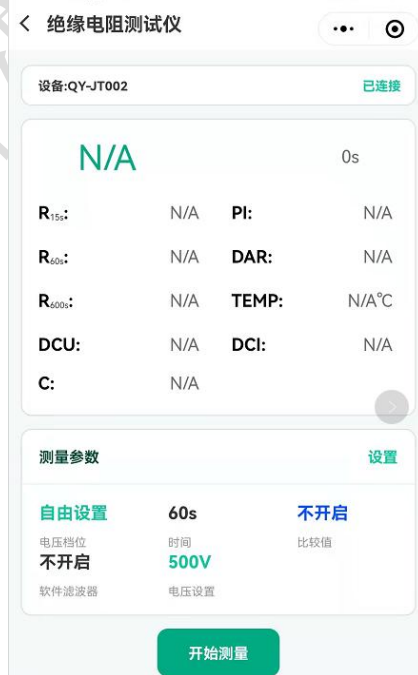 绝缘电阻测试仪
设备:QY-JT002 已连接
N/A 0s
R15s: N/A PI: N/A
R60s: N/A DAR: N/A
R600s: N/A TEMP: N/A℃
DCU: N/A DCI: N/A
C: N/A
测量参数 设置
自由设置 60s 不开启
电压档位 时间 比较值
不开启 500V
软件滤波器 电压设置
开始测量